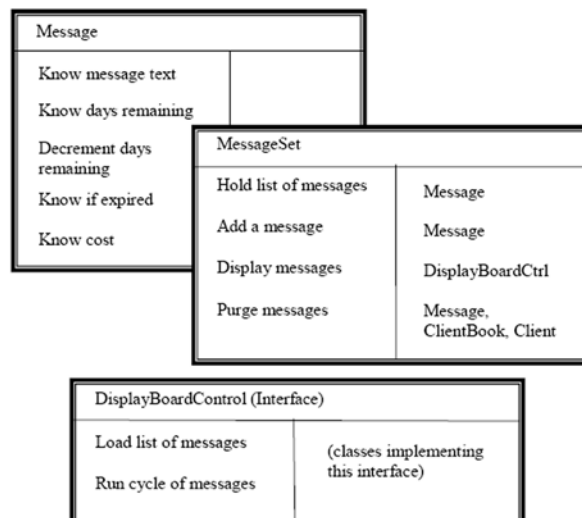 Message
Know message text
Know days remaining
Decrement days
remaining
Know if expired
Know cost
MessageSet
Hold list of messages
Message
Add a message
Message
Display messages
DisplayBoardCtrl
Purge messages
Message,
ClientBook, Client
DisplayBoardControl (Interface)
Load list of messages
(classes implementing
this interface)
Run cycle of messages